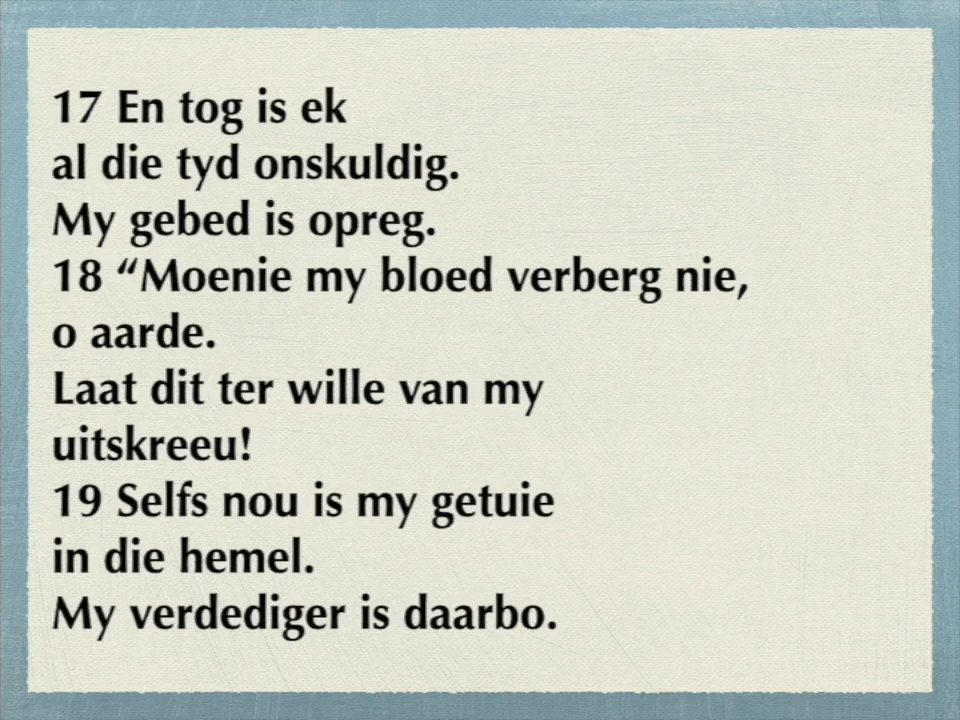 17 En tog is ek
al die tyd onskuldig.
My gebed is opreg.
18 “Moenie my bloed verberg nie,
o aarde.
Laat dit ter wille van my
uitskreeu!
19 Selfs nou is my getuie
in die hemel.
My verdediger is daarbo.